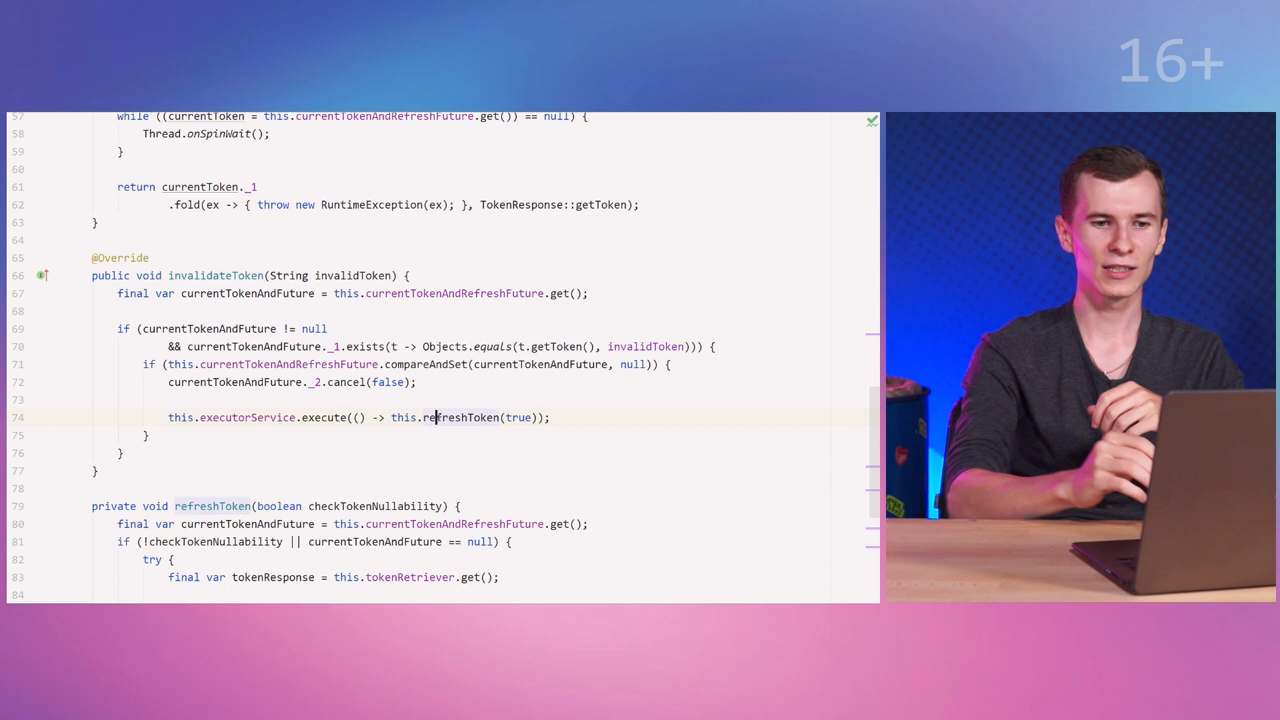 16+
57 while ((currentToken = this.currentTokenAndRefreshFuture.get()) == null) {
58 Thread.onSpinWait();
59 }
60
61 return currentToken._1
62 .fold(ex -> { throw new RuntimeException(ex); }, TokenResponse::getToken);
63 }
64
65 @Override
66 public void invalidateToken(String invalidToken) {
67 final var currentTokenAndFuture = this.currentTokenAndRefreshFuture.get();
68
69 if (currentTokenAndFuture != null
70 && currentTokenAndFuture._1.exists(t -> Objects.equals(t.getToken(), invalidToken))) {
71 if (this.currentTokenAndRefreshFuture.compareAndSet(currentTokenAndFuture, null)) {
72 currentTokenAndFuture._2.cancel(false);
73
74 this.executorService.execute(() -> this.refreshToken(true));
75 }
76 }
77 }
78
79 private void refreshToken(boolean checkTokenNullability) {
80 final var currentTokenAndFuture = this.currentTokenAndRefreshFuture.get();
81 if (!checkTokenNullability || currentTokenAndFuture == null) {
82 try {
83 final var tokenResponse = this.tokenRetriever.get();
84